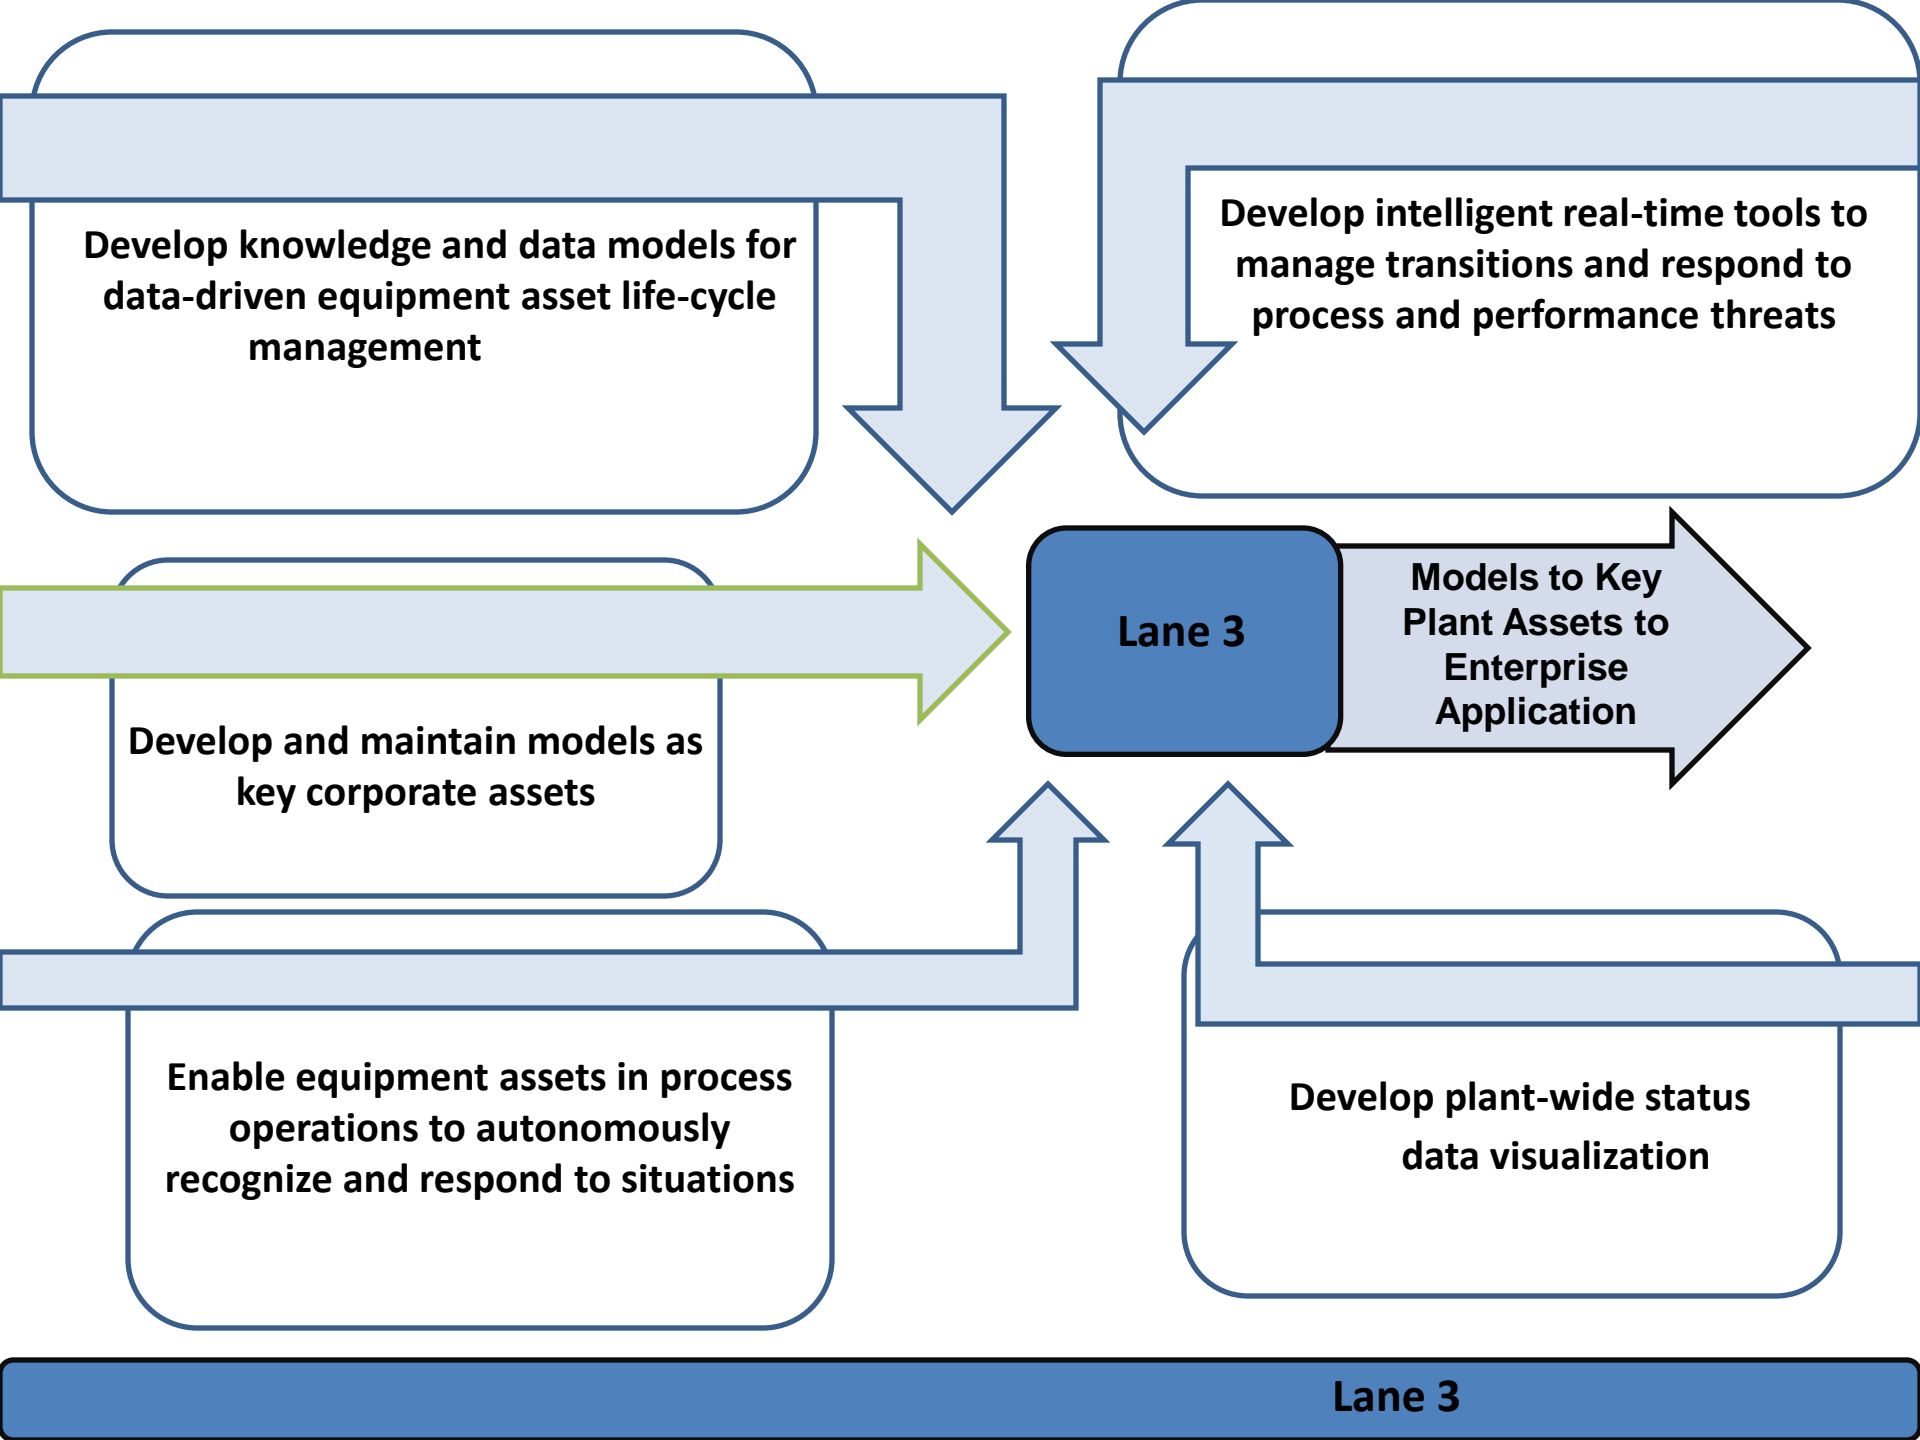 Develop knowledge and data models for
data-driven equipment asset life-cycle
management
Develop intelligent real-time tools to
manage transitions and respond to
process and performance threats
Lane 3
Models to Key
Plant Assets to
Enterprise
Application
Develop and maintain models as
key corporate assets
Enable equipment assets in process
operations to autonomously
recognize and respond to situations
Develop plant-wide status
data visualization
Lane 3